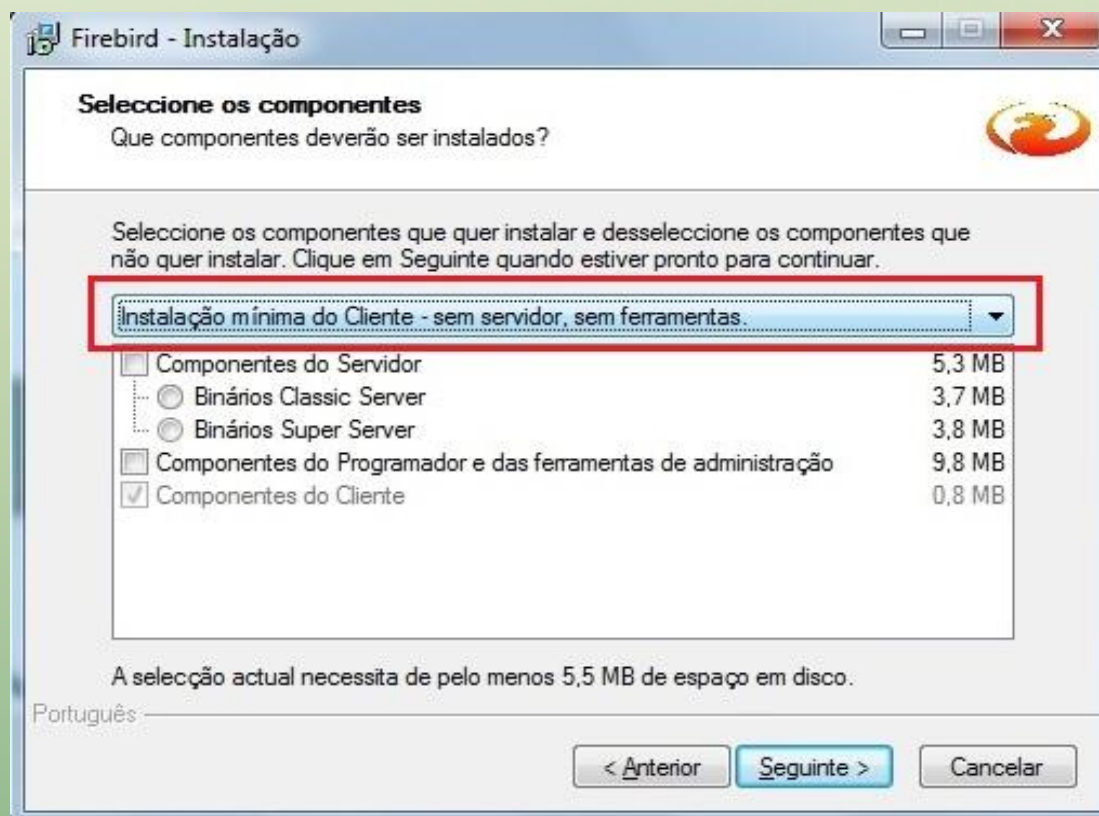 Firebird - Instalação
Seleccione os componentes
Que componentes deverão ser instalados?
Seleccione os componentes que quer instalar e desseleccione os componentes que
não quer instalar. Clique em Seguinte quando estiver pronto para continuar.
Instalação mínima do Cliente - sem servidor, sem ferramentas.
Componentes do Servidor 5,3 MB
Binários Classic Server 3,7 MB
Binários Super Server 3,8 MB
Componentes do Programador e das ferramentas de administração 9,8 MB
Componentes do Cliente 0,8 MB
A selecção actual necessita de pelo menos 5,5 MB de espaço em disco.
Português
< Anterior Seguinte > Cancelar